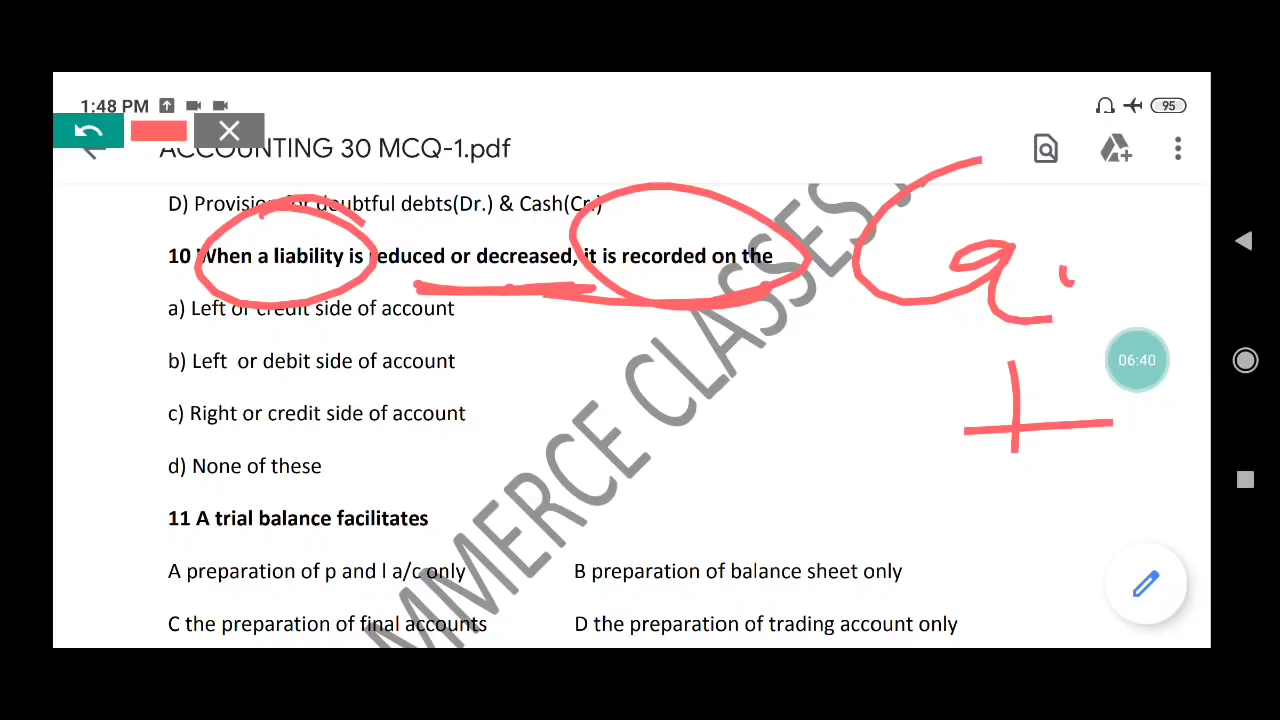 1:48 PM
95
ACCOUNTING 30 MCQ-1.pdf
D) Provision for doubtful debts(Dr.) & Cash(Cr.)
10 When a liability is reduced or decreased, it is recorded on the
a) Left or credit side of account
b) Left or debit side of account
c) Right or credit side of account
d) None of these
11 A trial balance facilitates
A preparation of p and l a/c only B preparation of balance sheet only
C the preparation of final accounts D the preparation of trading account only
MMERCE CLASSES
a.
06:40